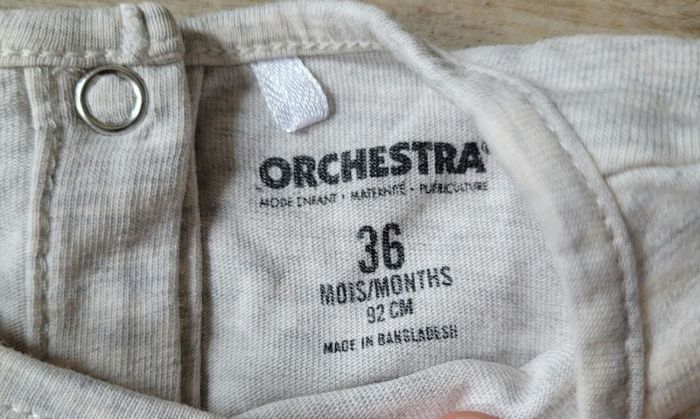 ORCHESTRA
MODE ENFANT • MATERNITÉ • PUÉRICULTURE
36
MOIS/MONTHS
92 CM
MADE IN BANGLADESH